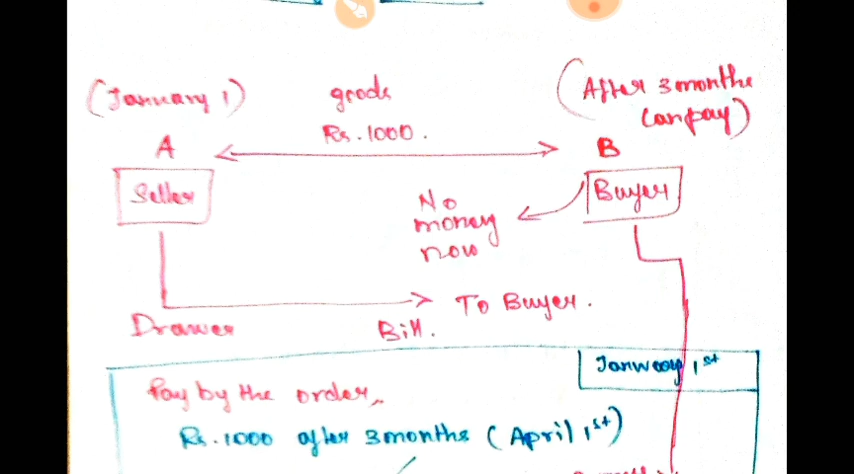 (January 1)
goods
Rs.1000.
(After 3 months
can pay)
A
B
Seller
Buyer
No
money
now
Drawer
Bill.
To Buyer.
January 1st
Pay by the order,,
Rs.1000 after 3 months (April 1st)